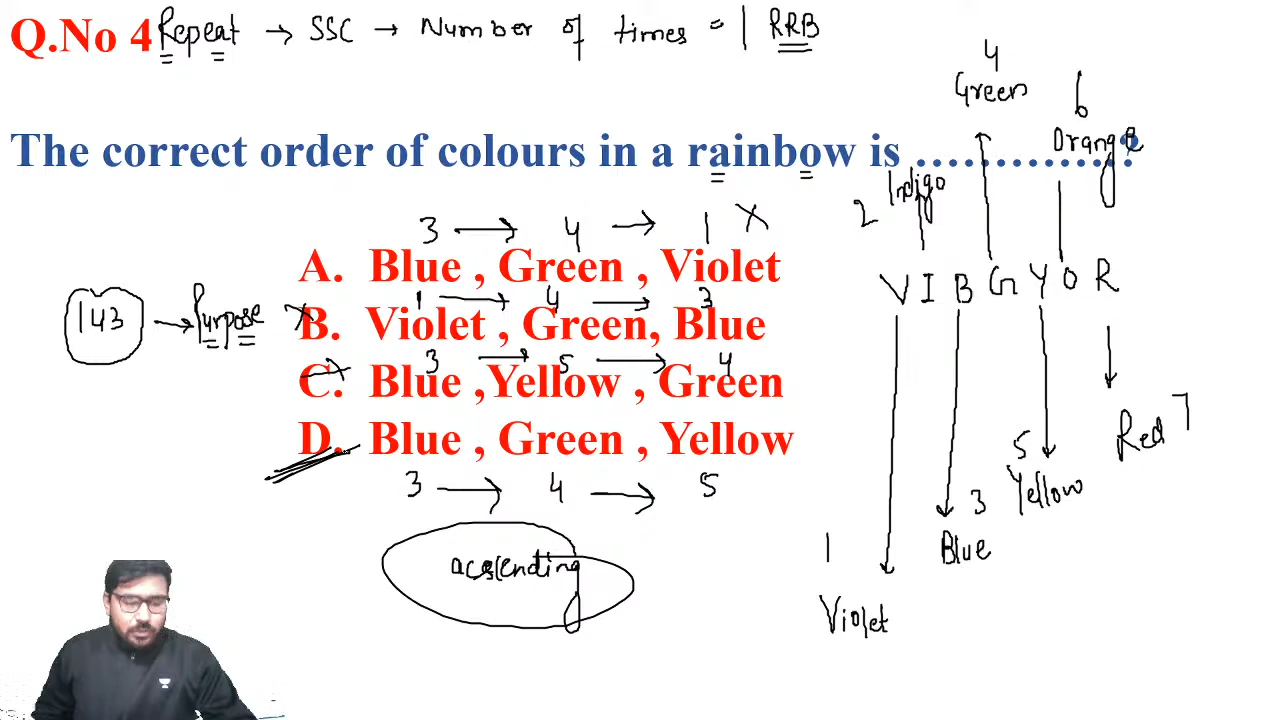 Q.No 4 Repeat → SSC → Number of times = 1 RRB
4
Green
6
Orange
The correct order of colours in a rainbow is ..............?
2 Indigo
3 → 4 → 1 X
A. Blue , Green , Violet
V I B G Y O R
1 → 4 → 3
143 → Purpose
X B. Violet , Green, Blue
3 → 5 → 4
X C. Blue ,Yellow , Green
D. Blue , Green , Yellow
Red 7
3 → 4 → 5
5
Yellow
3
Blue
1
Violet